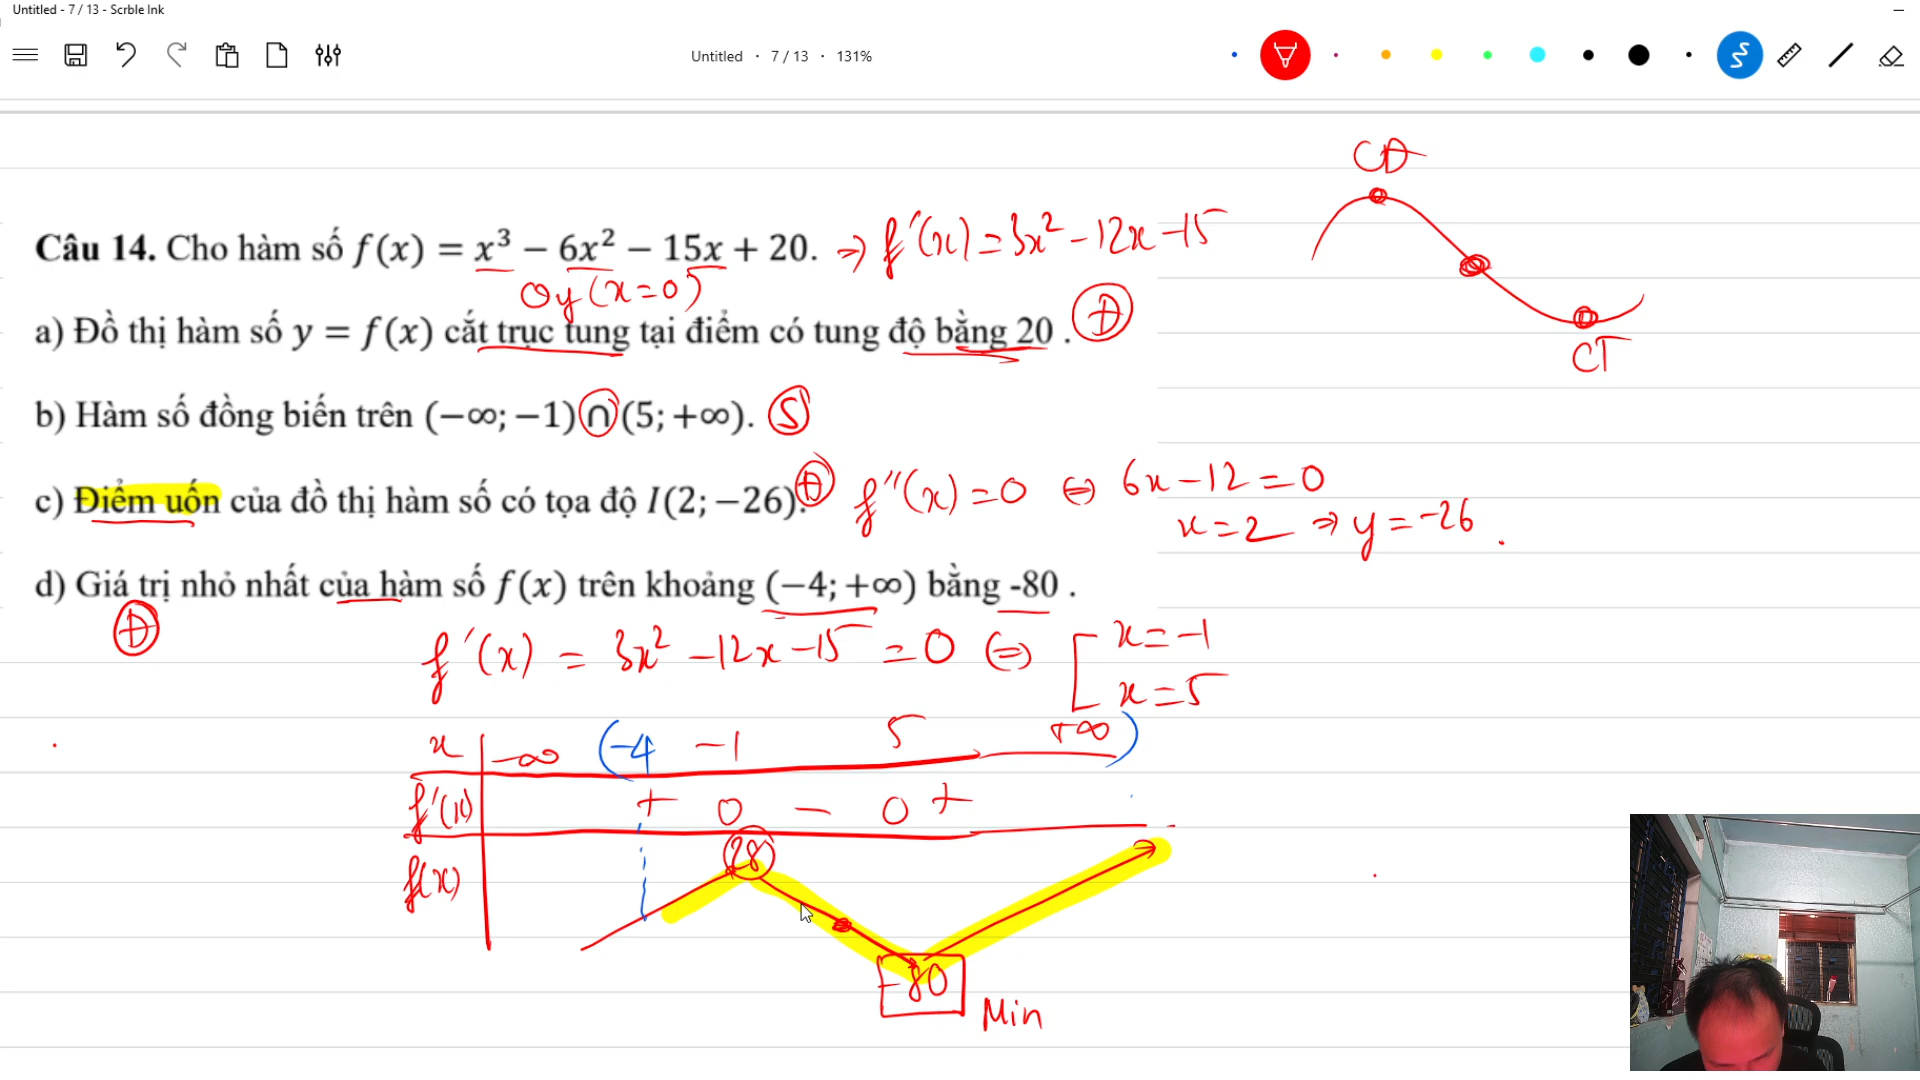 Untitled - 7 / 13 - Scrble Ink
Untitled · 7 / 13 · 131%
CĐ
CT
Câu 14. Cho hàm số f(x) = x³ − 6x² − 15x + 20. ⇒ f'(x) = 3x² − 12x − 15
Oy (x=0)
a) Đồ thị hàm số y = f(x) cắt trục tung tại điểm có tung độ bằng 20 . Đ
b) Hàm số đồng biến trên (−∞; −1) ∩ (5; +∞). S
c) Điểm uốn của đồ thị hàm số có tọa độ I(2; −26). Đ f''(x) = 0 ⇔ 6x − 12 = 0
x = 2 ⇒ y = −26
d) Giá trị nhỏ nhất của hàm số f(x) trên khoảng (−4; +∞) bằng -80 .
Đ
f'(x) = 3x² − 12x − 15 = 0 ⇔ [ x = −1
x = 5
x −∞ (−4 −1 5 +∞)
f'(x) + 0 − 0 +
f(x) 28
−80 Min